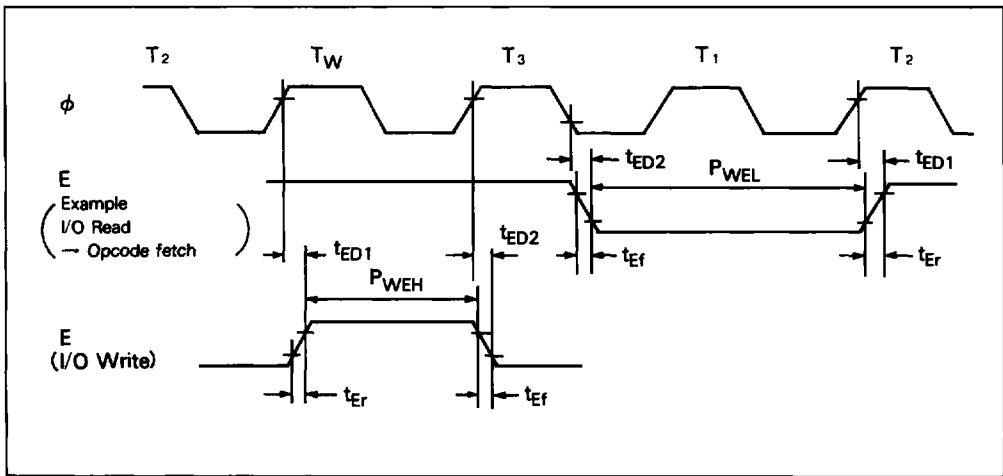 T2 TW T3 T1 T2
φ
tED2 PWEL tED1
E
Example
I/O Read
→ Opcode fetch
tED1 tED2 tEf tEr
PWEH
E
(I/O Write)
tEr tEf